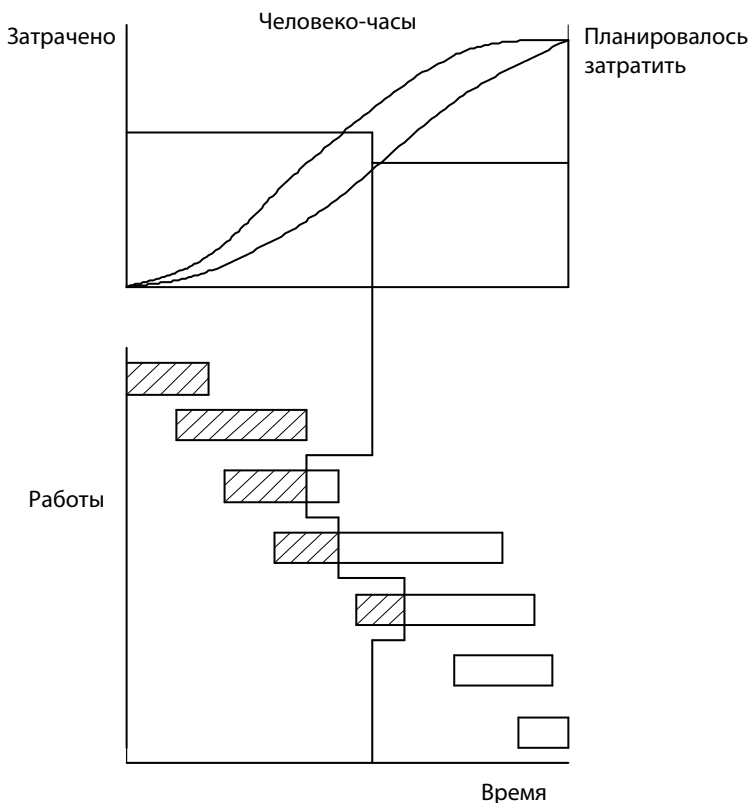 Человеко-часы
Затрачено
Планировалось
затратить
Работы
Время